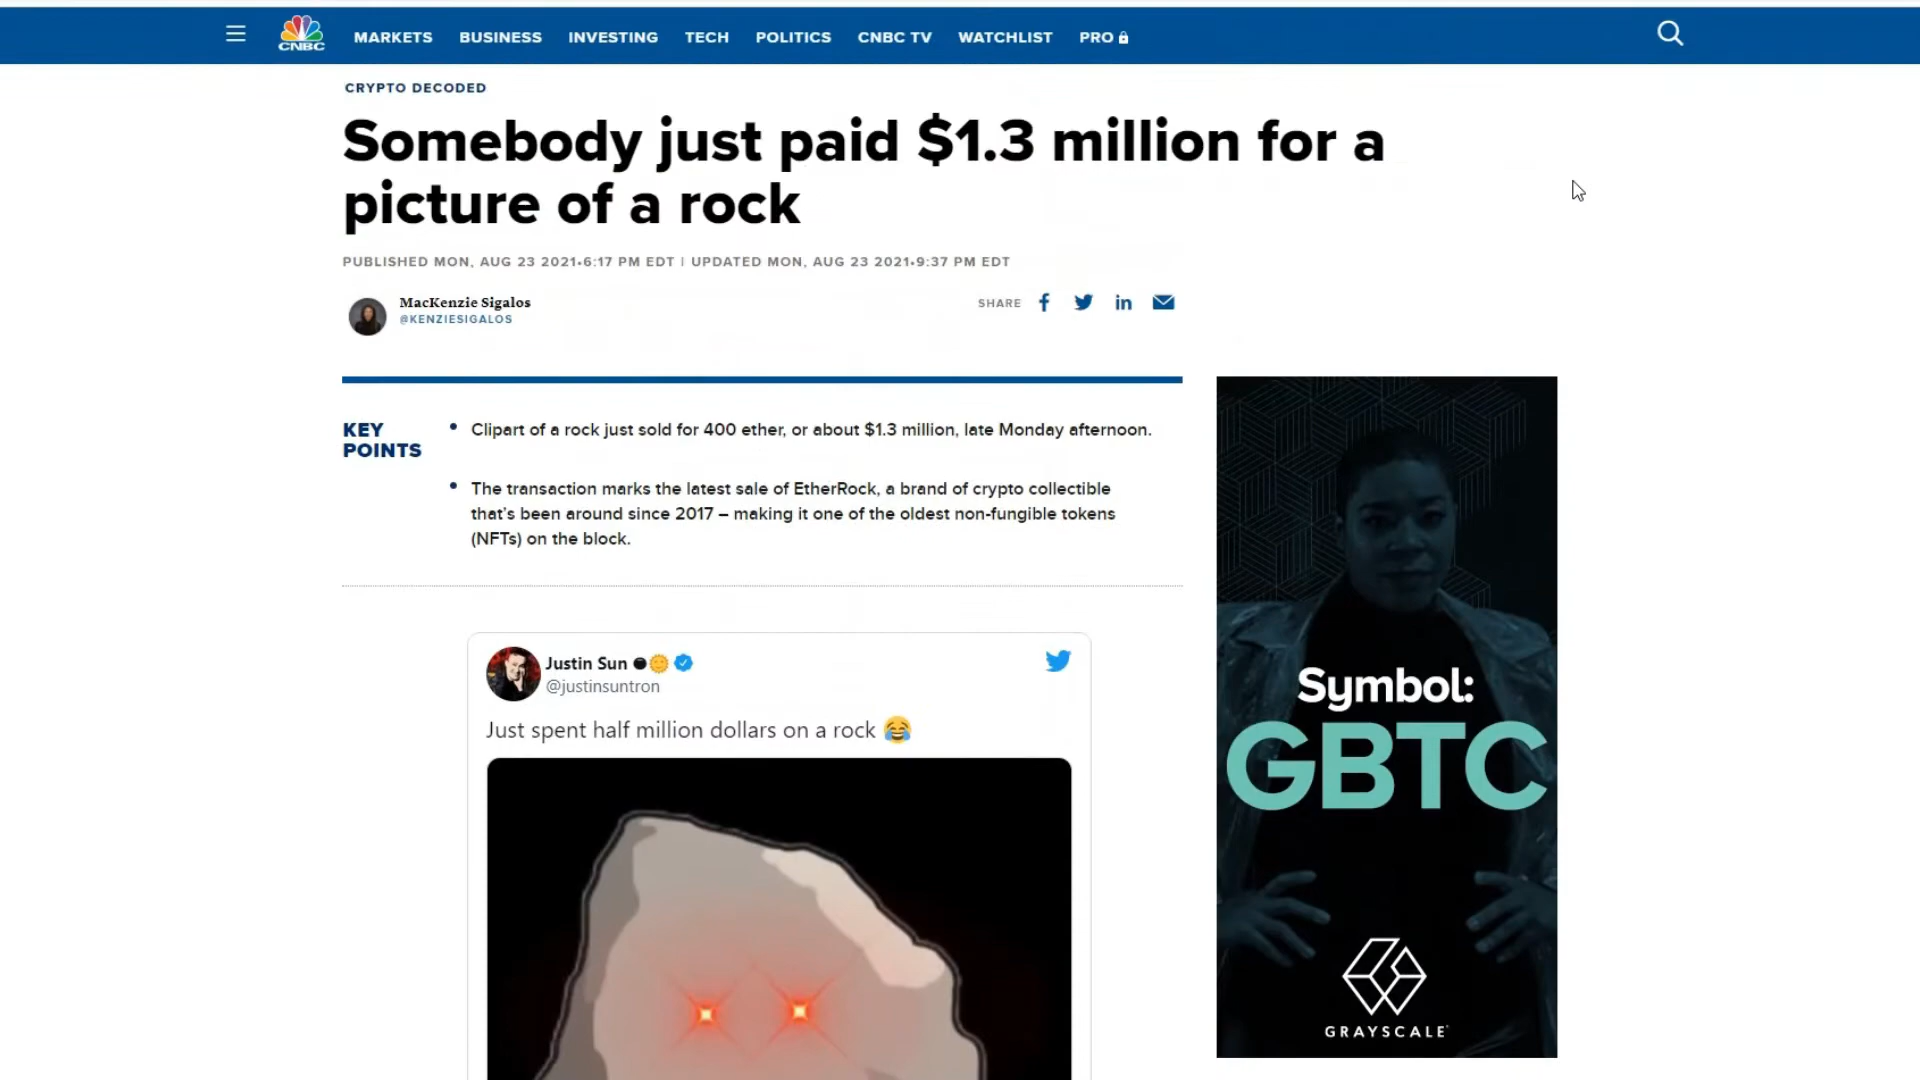 CNBC
MARKETS BUSINESS INVESTING TECH POLITICS CNBC TV WATCHLIST PRO
CRYPTO DECODED
Somebody just paid $1.3 million for a
picture of a rock
PUBLISHED MON, AUG 23 2021•6:17 PM EDT | UPDATED MON, AUG 23 2021•9:37 PM EDT
MacKenzie Sigalos
@KENZIESIGALOS
SHARE
KEY
POINTS
• Clipart of a rock just sold for 400 ether, or about $1.3 million, late Monday afternoon.
• The transaction marks the latest sale of EtherRock, a brand of crypto collectible
that’s been around since 2017 – making it one of the oldest non-fungible tokens
(NFTs) on the block.
Justin Sun
@justinsuntron
Just spent half million dollars on a rock 😂
Symbol:
GBTC
GRAYSCALE